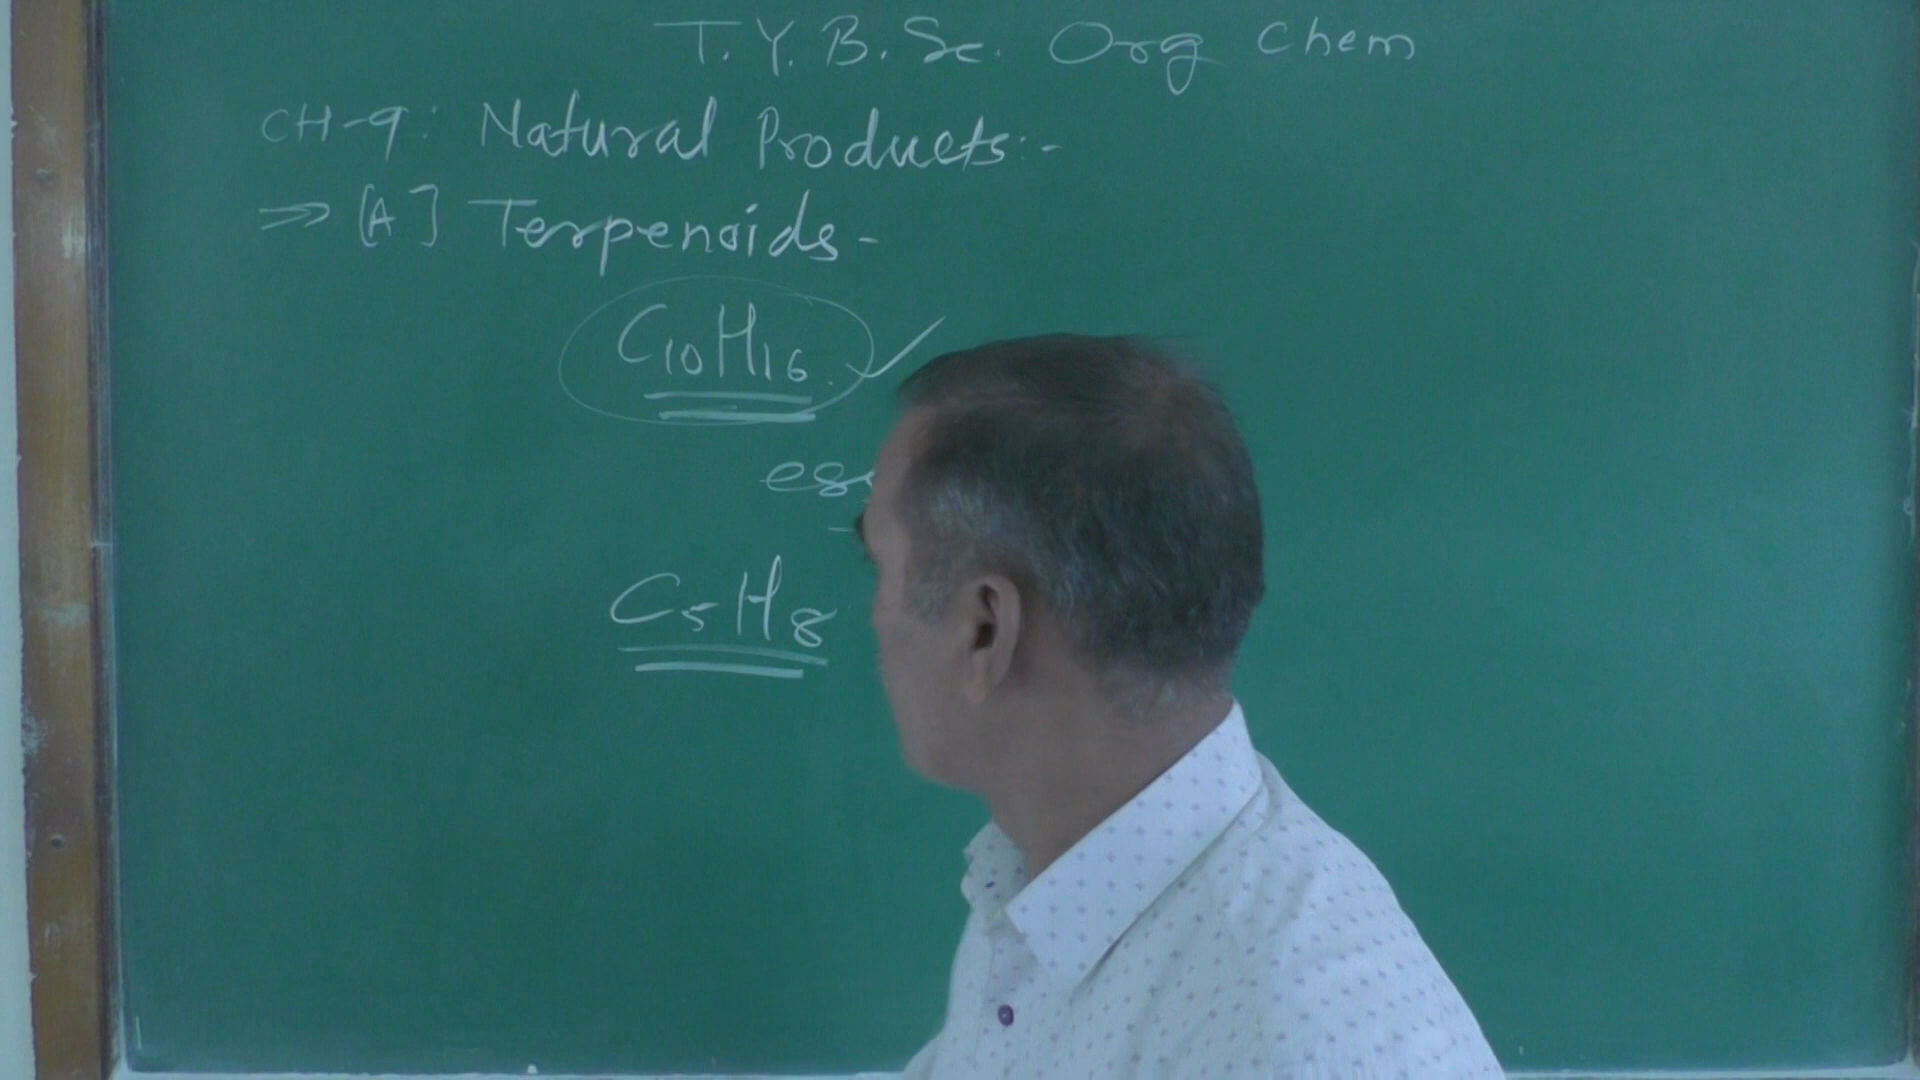 T.Y.B.Sc. Org Chem
CH-9: Natural Products:-
⇒ [A] Terpenoids-
C10H16.
C5H8